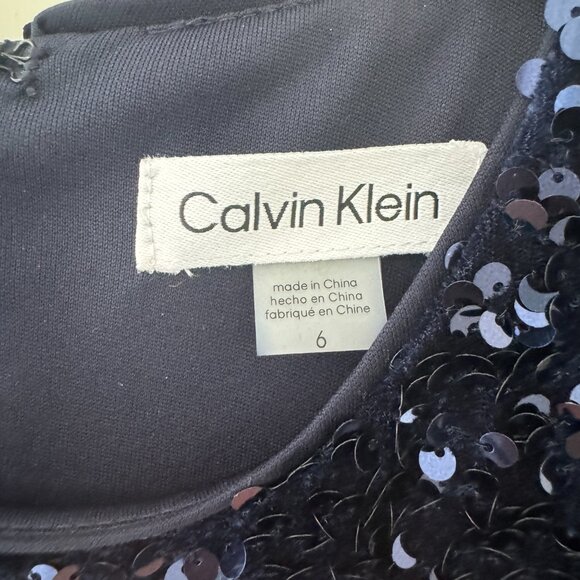 Calvin Klein
made in China
hecho en China
fabriqué en Chine
6